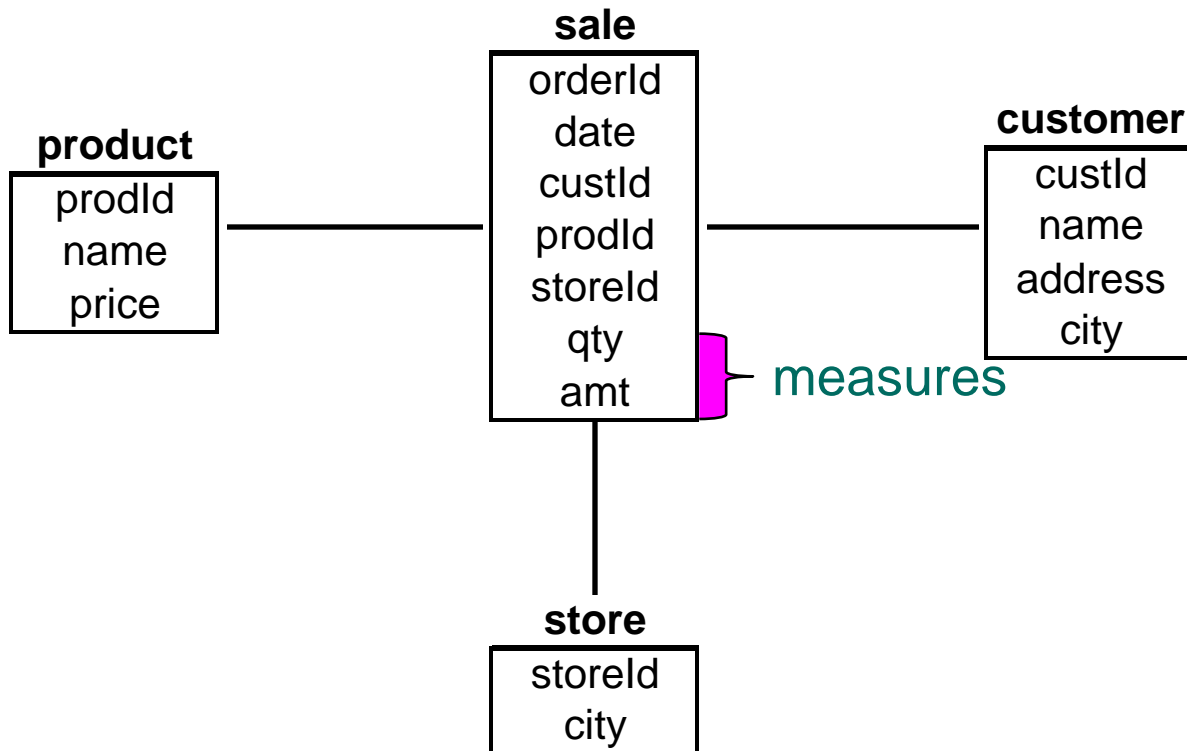 sale
orderId
date
custId
prodId
storeId
qty
amt
product
prodId
name
price
customer
custId
name
address
city
measures
store
storeId
city